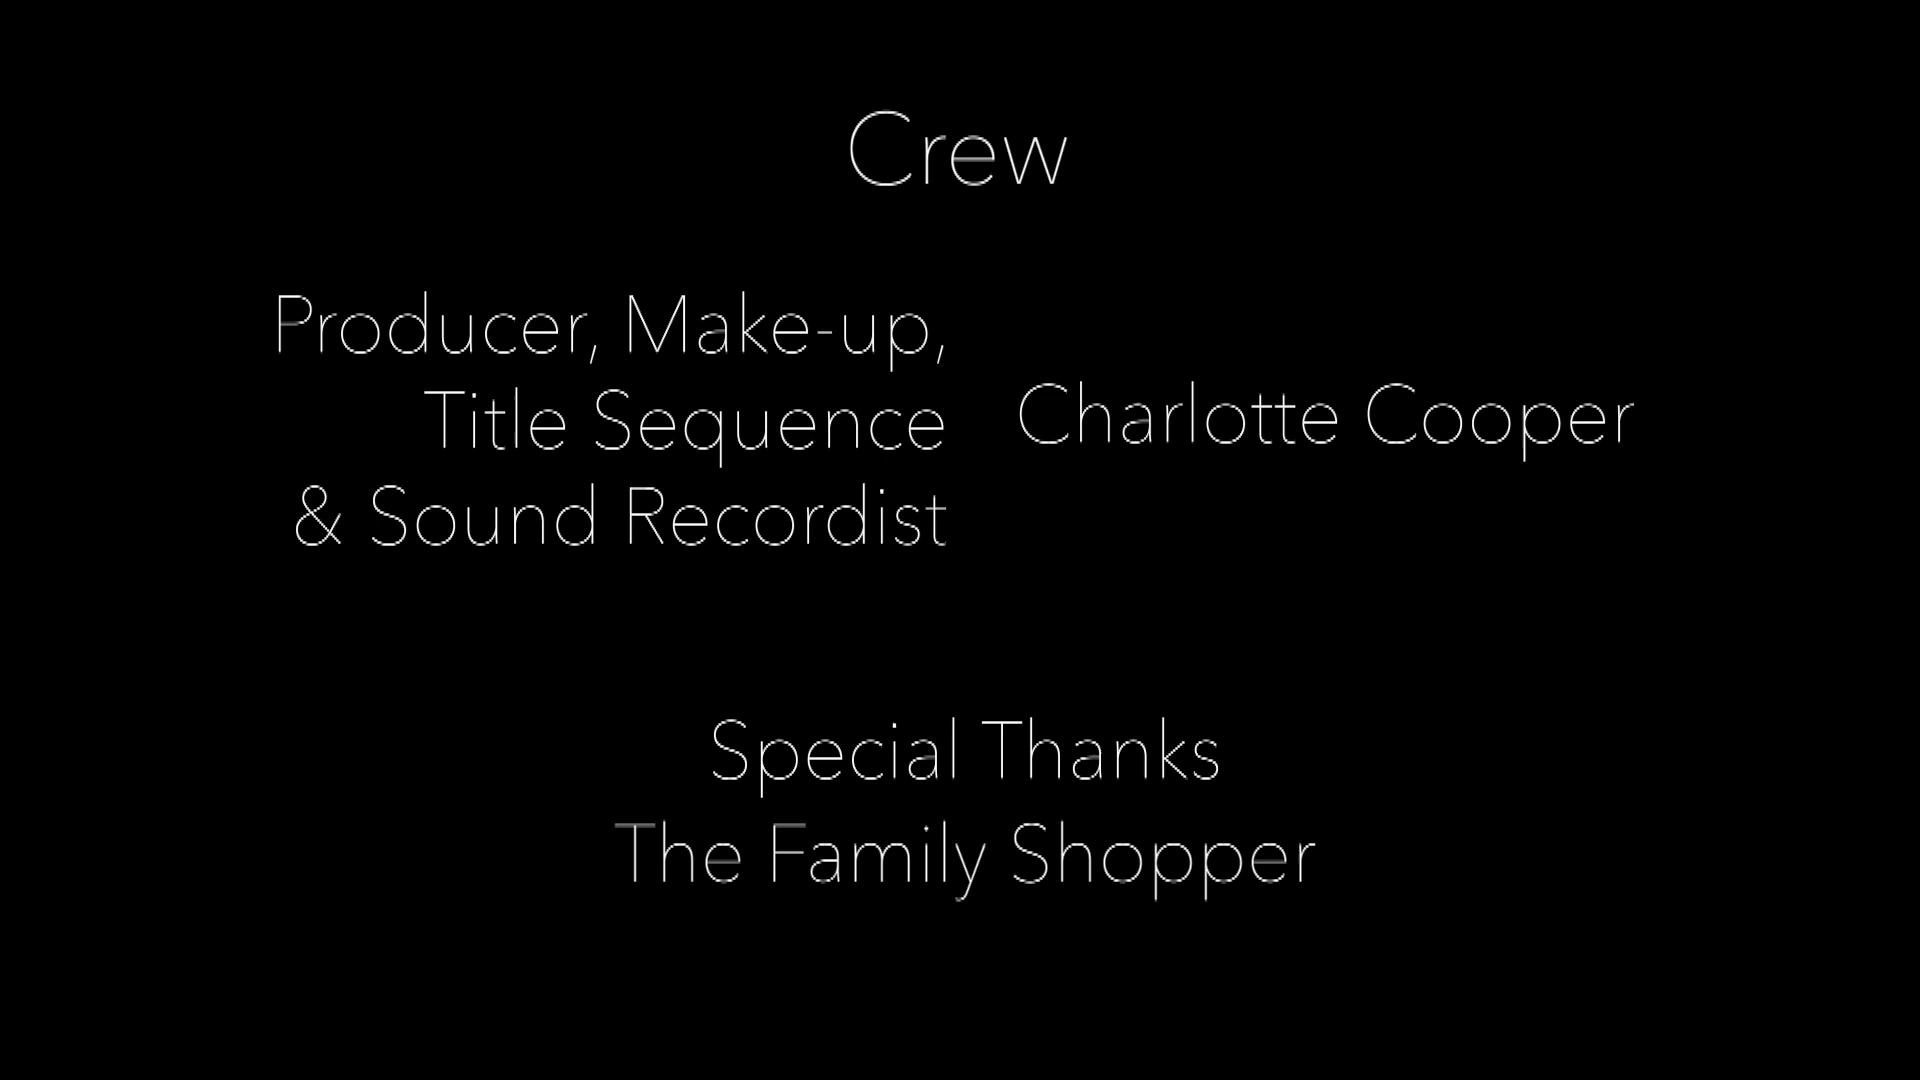 Crew
Producer, Make-up,
Title Sequence
& Sound Recordist
Charlotte Cooper
Special Thanks
The Family Shopper